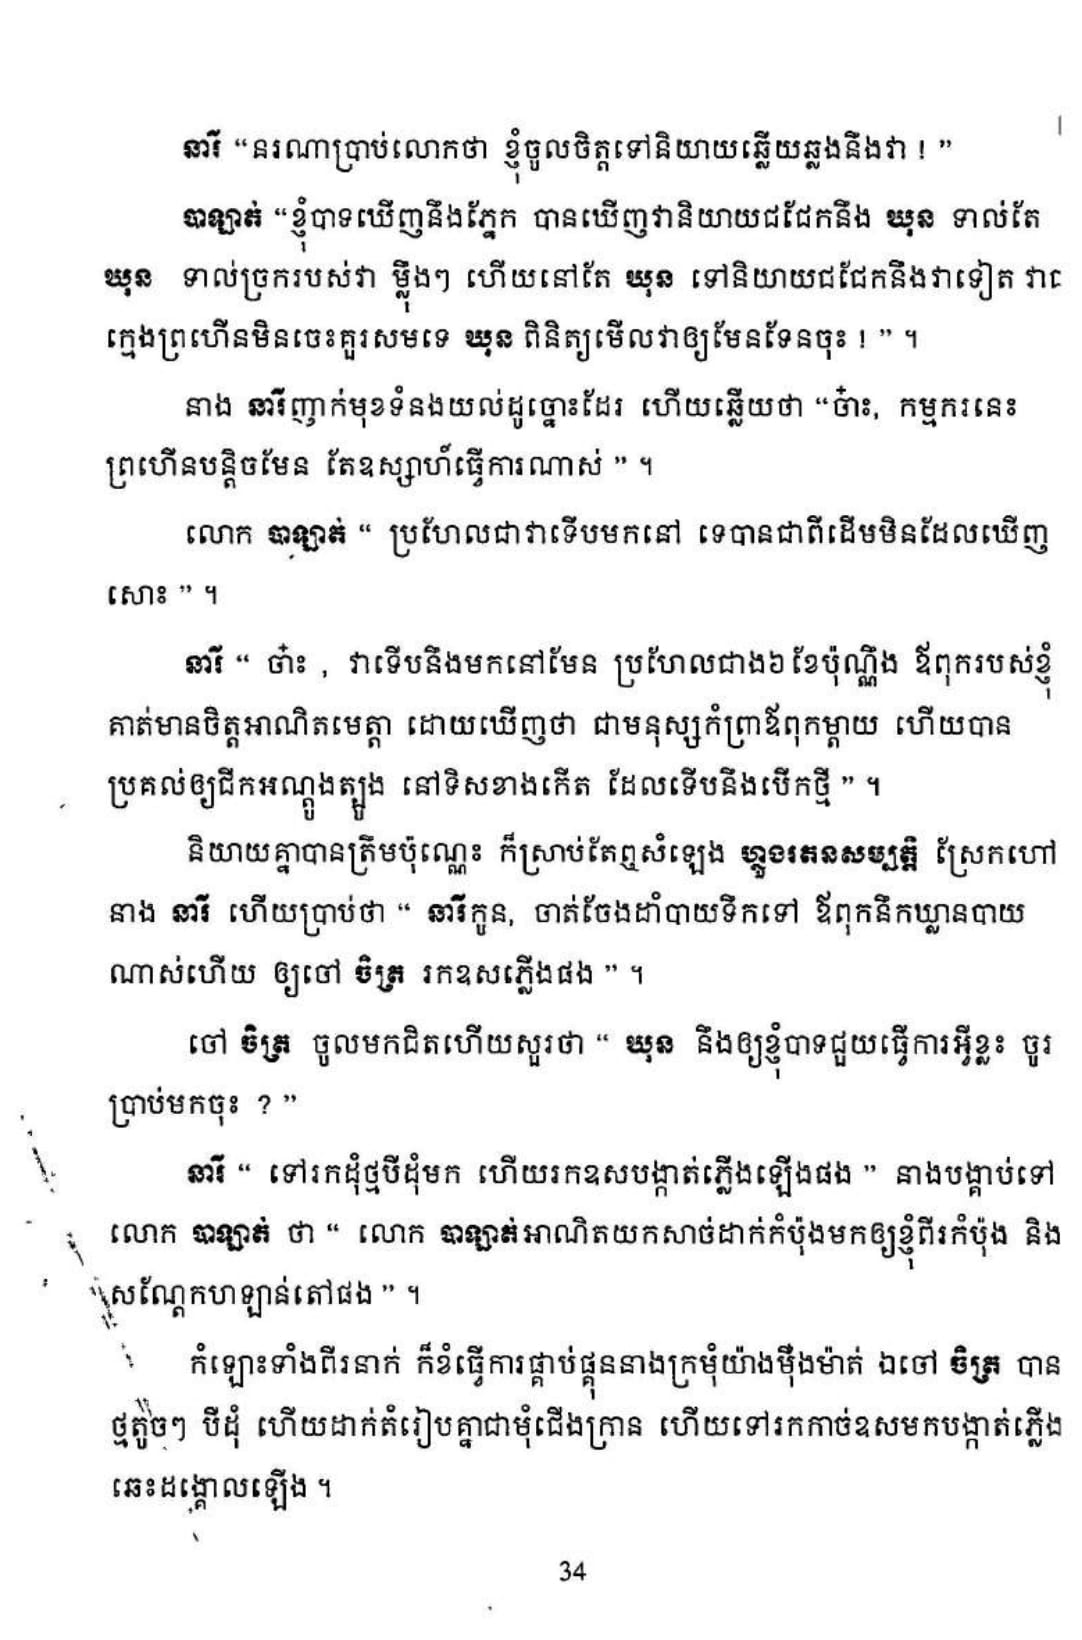 នារី “នរណាប្រាប់លោកថា ខ្ញុំចូលចិត្តទៅនិយាយឆ្លើយឆ្លងនឹងវា ! ”
បាឡាត់ “ខ្ញុំបាទឃើញនឹងភ្នែក បានឃើញវានិយាយជជែកនឹង ឃុន ទាល់តែ
ឃុន ទាល់ច្រករបស់វា ម្ល៉ឹងៗ ហើយនៅតែ ឃុន ទៅនិយាយជជែកនឹងវាទៀត
ក្មេងព្រហើនមិនចេះគួរសមទេ ឃុន ពិនិត្យមើលវាឲ្យមែនទែនចុះ ! ” ។
នាង នារីញាក់មុខទំនងយល់ដូច្នោះដែរ ហើយឆ្លើយថា “ច៎ាះ, កម្មករនេះ
ព្រហើនបន្តិចមែន តែឧស្សាហ៍ធ្វើការណាស់ ” ។
លោក បាឡាត់ “ ប្រហែលជាវាទើបមកនៅ ទេបានជាពីដើមមិនដែលឃើញ
សោះ ” ។
នារី “ ច៎ាះ , វាទើបនឹងមកនៅមែន ប្រហែលជាង៦ ខែប៉ុណ្ណឹង ឪពុករបស់ខ្ញុំ
គាត់មានចិត្តអាណិតមេត្តា ដោយឃើញថា ជាមនុស្សកំព្រាឪពុកម្តាយ ហើយបាន
ប្រគល់ឲ្យជីកអណ្តូងត្បូង នៅទិសខាងកើត ដែលទើបនឹងបើកថ្មី ” ។
និយាយគ្នាបានត្រឹមប៉ុណ្ណេះ ក៏ស្រាប់តែឮសំឡេង ហ្លួងរតនសម្បត្តិ ស្រែកហៅ
នាង នារី ហើយប្រាប់ថា “ នារីកូន, ចាត់ចែងដាំបាយទឹកទៅ ឪពុកនឹកឃ្លានបាយ
ណាស់ហើយ ឲ្យចៅ ចិត្រ រកឧសភ្លើងផង ” ។
ចៅ ចិត្រ ចូលមកជិតហើយសួរថា “ ឃុន នឹងឲ្យខ្ញុំបាទជួយធ្វើការអ្វីខ្លះ ចូរ
ប្រាប់មកចុះ ? ”
នារី “ ទៅរកដុំថ្មបីដុំមក ហើយរកឧសបង្កាត់ភ្លើងឡើងផង ” នាងបង្គាប់ទៅ
លោក បាឡាត់ ថា “ លោក បាឡាត់អាណិតយកសាច់ដាក់កំប៉ុងមកឲ្យខ្ញុំពីរកំប៉ុង និង
សណ្តែកហឡាន់តៅផង ” ។
កំឡោះទាំងពីរនាក់ ក៏ខំធ្វើការផ្គាប់ផ្គុននាងក្រមុំយ៉ាងម៉ឺងម៉ាត់ ឯចៅ ចិត្រ បាន
ថ្មតូចៗ បីដុំ ហើយដាក់តំរៀបគ្នាជាមុំជើងក្រាន ហើយទៅរកកាច់ឧសមកបង្កាត់ភ្លើង
ឆេះដង្គោលឡើង ។
34